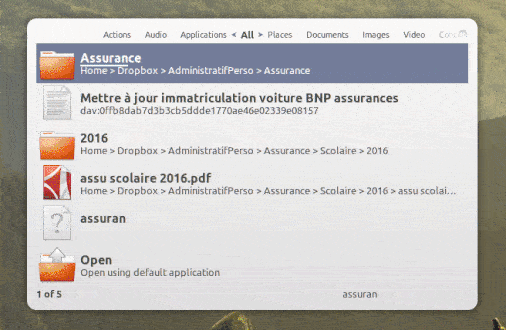 Actions Audio Applications < All > Places Documents Images Video
Assurance
Home > Dropbox > AdministratifPerso > Assurance
Mettre à jour immatriculation voiture BNP assurances
dav:0ffb8dab7d3b3cb5ddde1770ae46e02339e08157
2016
Home > Dropbox > AdministratifPerso > Assurance > Scolaire > 2016
assu scolaire 2016.pdf
Home > Dropbox > AdministratifPerso > Assurance > Scolaire > 2016 > assu scolai...
assuran
Open
Open using default application
1 of 5 assuran